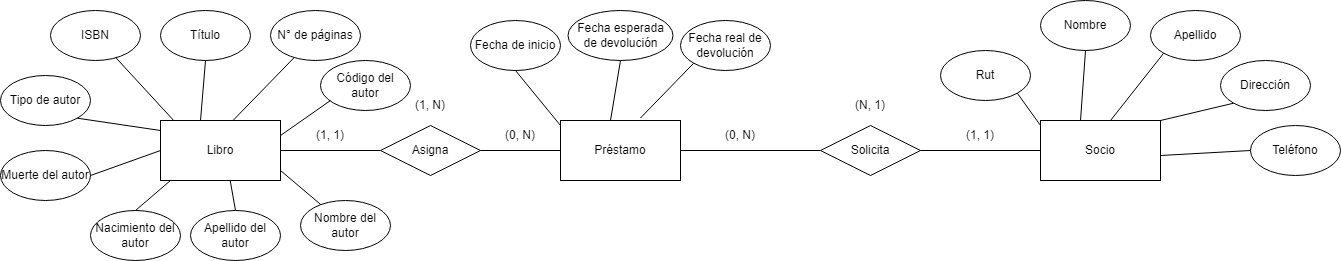 ISBN
Título
N° de páginas
Código del
autor
Tipo de autor
Muerte del autor
Nacimiento del
autor
Apellido del
autor
Nombre del
autor
Libro
(1, 1)
(1, N)
Asigna
(0, N)
Fecha de inicio
Fecha esperada
de devolución
Fecha real de
devolución
Préstamo
(0, N)
(N, 1)
Solicita
(1, 1)
Rut
Nombre
Apellido
Dirección
Teléfono
Socio